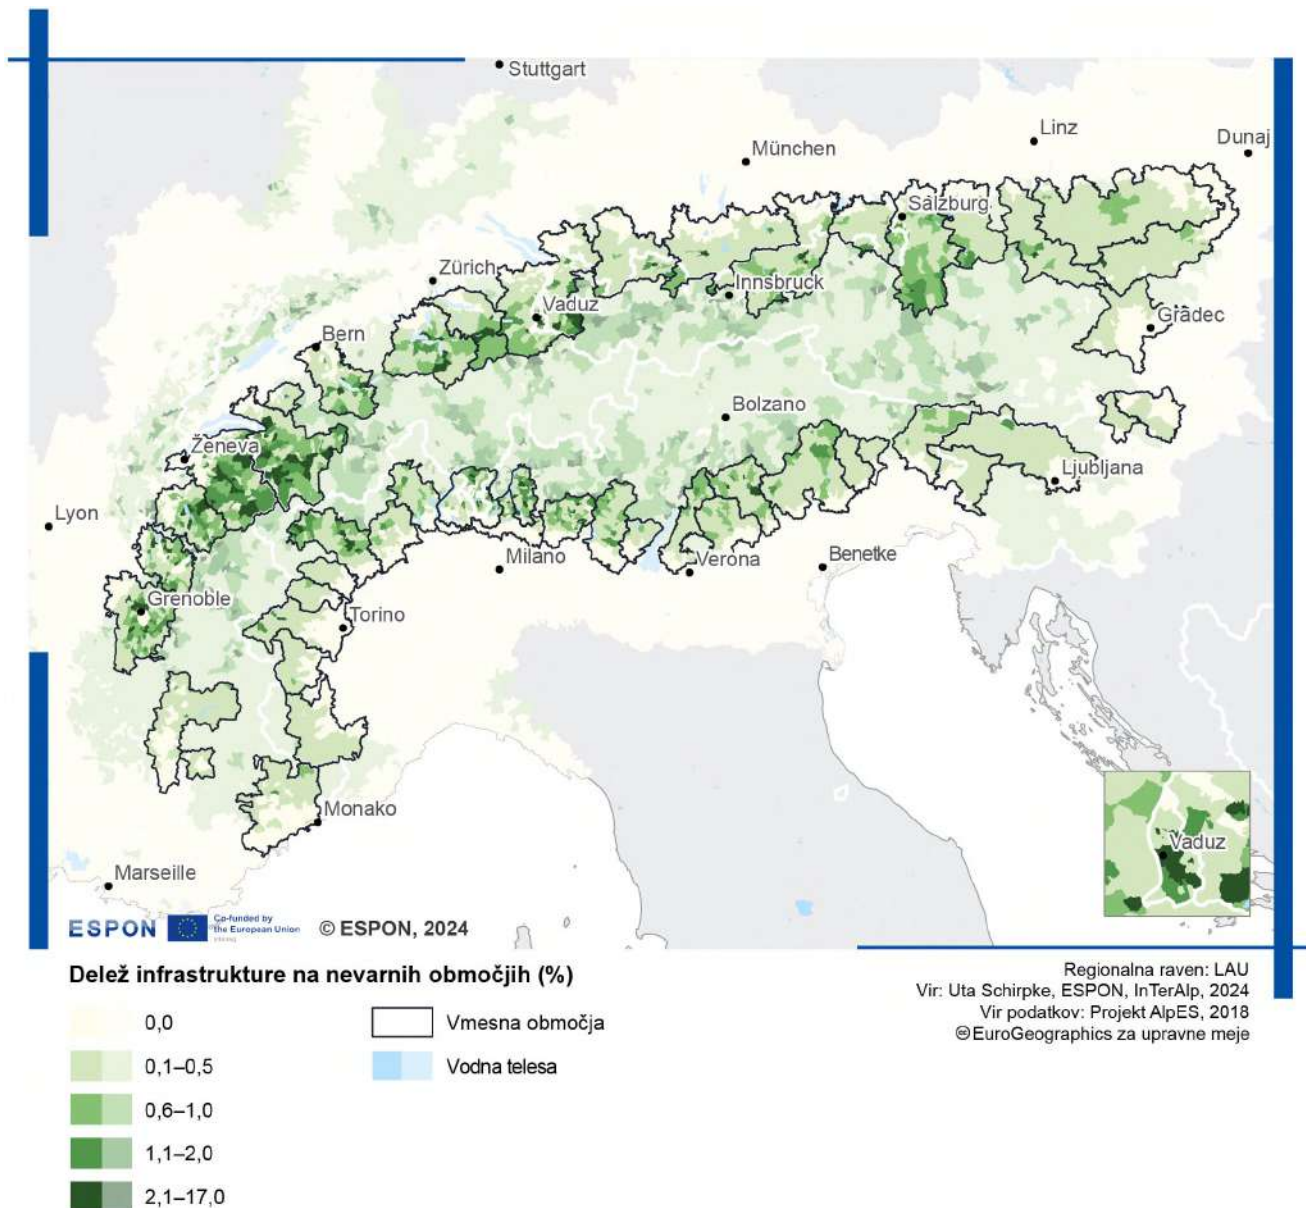 Stuttgart
Linz
Dunaj
München
Salzburg
Zürich
Innsbruck
Vaduz
Gradec
Bern
Bolzano
Ženeva
Ljubljana
Lyon
Milano
Verona
Benetke
Grenoble
Torino
Monako
Vaduz
Marseille
ESPON
Co-funded by
the European Union
© ESPON, 2024
Delež infrastrukture na nevarnih območjih (%)
0,0
0,1–0,5
0,6–1,0
1,1–2,0
2,1–17,0
Vmesna območja
Vodna telesa
Regionalna raven: LAU
Vir: Uta Schirpke, ESPON, InTerAlp, 2024
Vir podatkov: Projekt AlpES, 2018
© EuroGeographics za upravne meje